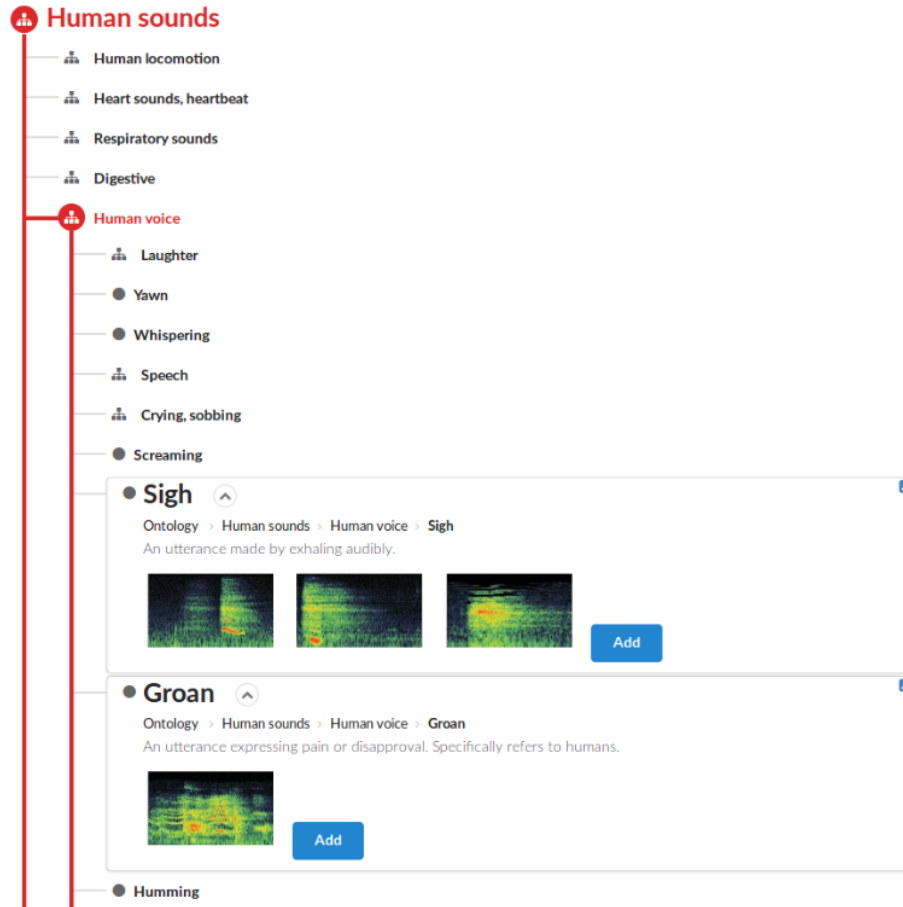 Human sounds
Human locomotion
Heart sounds, heartbeat
Respiratory sounds
Digestive
Human voice
Laughter
Yawn
Whispering
Speech
Crying, sobbing
Screaming
Sigh
Ontology > Human sounds > Human voice > Sigh
An utterance made by exhaling audibly.
Add
Groan
Ontology > Human sounds > Human voice > Groan
An utterance expressing pain or disapproval. Specifically refers to humans.
Add
Humming